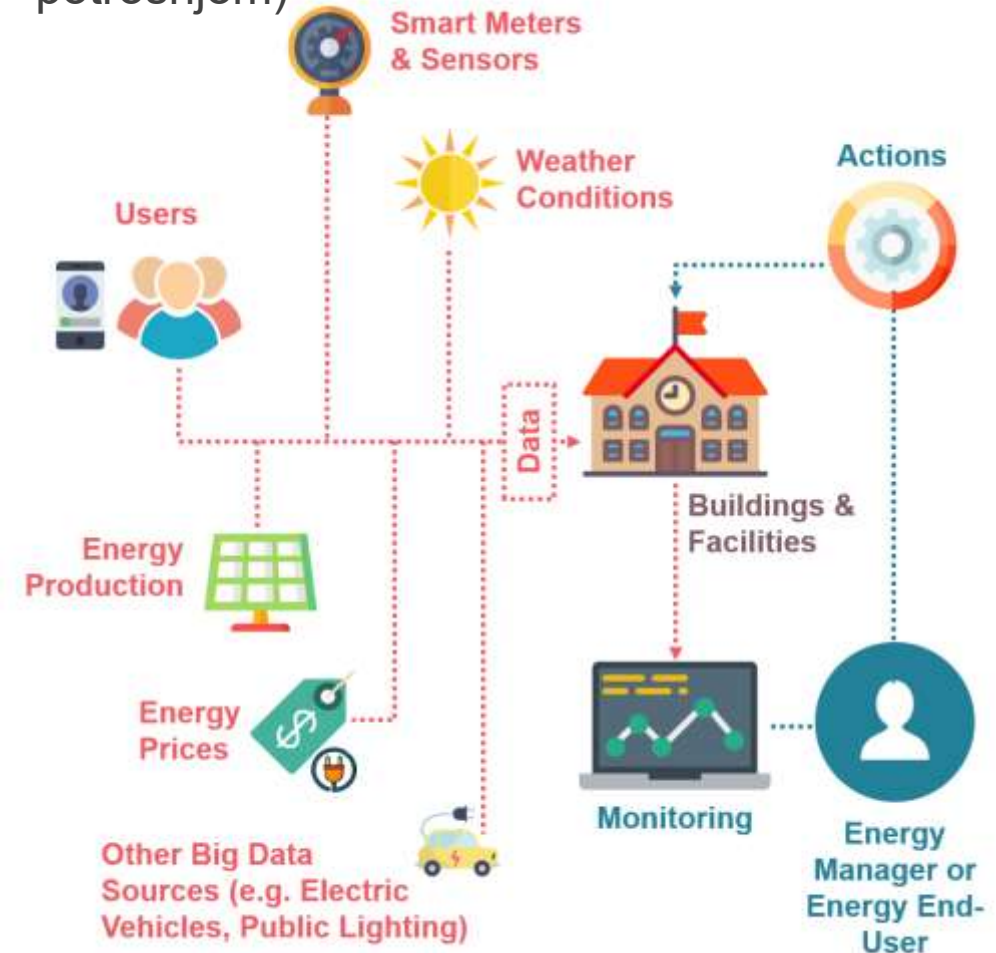 potrošnjom)
Smart Meters
& Sensors
Weather
Conditions
Actions
Users
Data
Buildings &
Facilities
Energy
Production
Energy
Prices
$
Monitoring
Other Big Data
Sources (e.g. Electric
Vehicles, Public Lighting)
Energy
Manager or
Energy End-
User